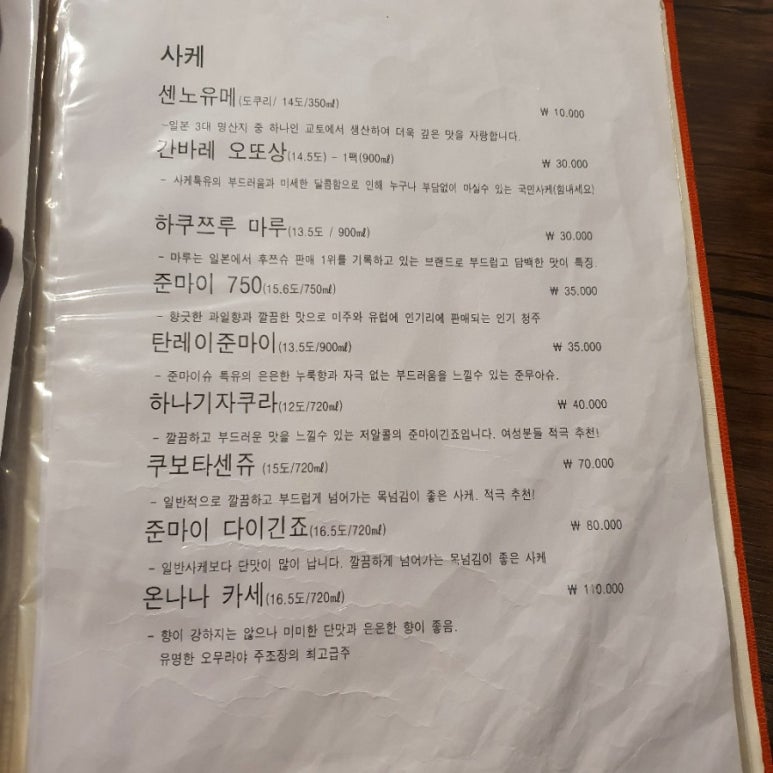 사케
센노유메(도쿠리/ 14도/350㎖) ₩ 10.000
-일본 3대 명산지 중 하나인 교토에서 생산하여 더욱 깊은 맛을 자랑합니다.
간바레 오또상(14.5도) - 1팩(900㎖) ₩ 30.000
- 사케특유의 부드러움과 미세한 달콤함으로 인해 누구나 부담없이 마실수 있는 국민사케(힘내세요)
하쿠쯔루 마루(13.5도 / 900㎖) ₩ 30.000
- 마루는 일본에서 후쯔슈 판매 1위를 기록하고 있는 브랜드로 부드럽고 담백한 맛이 특징.
준마이 750(15.6도/750㎖) ₩ 35.000
- 향긋한 과일향과 깔끔한 맛으로 미주와 유럽에 인기리에 판매되는 인기 청주
탄레이준마이(13.5도/900㎖) ₩ 35.000
- 준마이슈 특유의 은은한 누룩향과 자극 없는 부드러움을 느낄수 있는 준무아슈.
하나기자쿠라(12도/720㎖) ₩ 40.000
- 깔끔하고 부드러운 맛을 느낄수 있는 저알콜의 준마이긴죠입니다. 여성분들 적극 추천!
쿠보타센쥬 (15도/720㎖) ₩ 70.000
- 일반적으로 깔끔하고 부드럽게 넘어가는 목넘김이 좋은 사케. 적극 추천!
준마이 다이긴죠(16.5도/720㎖) ₩ 80.000
- 일반사케보다 단맛이 많이 납니다. 깔끔하게 넘어가는 목넘김이 좋은 사케
온나나 카세(16.5도/720㎖) ₩ 110.000
- 향이 강하지는 않으나 미미한 단맛과 은은한 향이 좋음.
유명한 오무라야 주조장의 최고급주